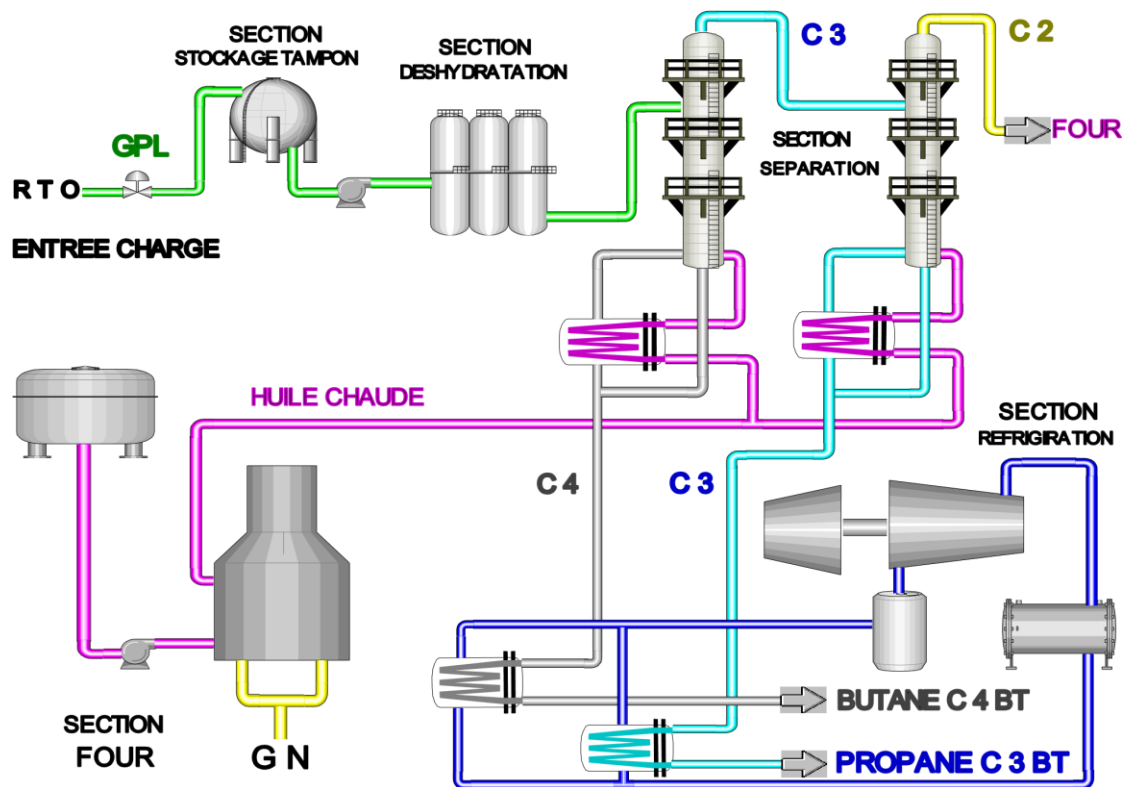 SECTION
STOCKAGE TAMPON
SECTION
DESHYDRATATION
C 3
C 2
GPL
R T O
ENTREE CHARGE
SECTION
SEPARATION
FOUR
HUILE CHAUDE
SECTION
REFRIGIRATION
C 4
C 3
SECTION
FOUR
G N
BUTANE C 4 BT
PROPANE C 3 BT